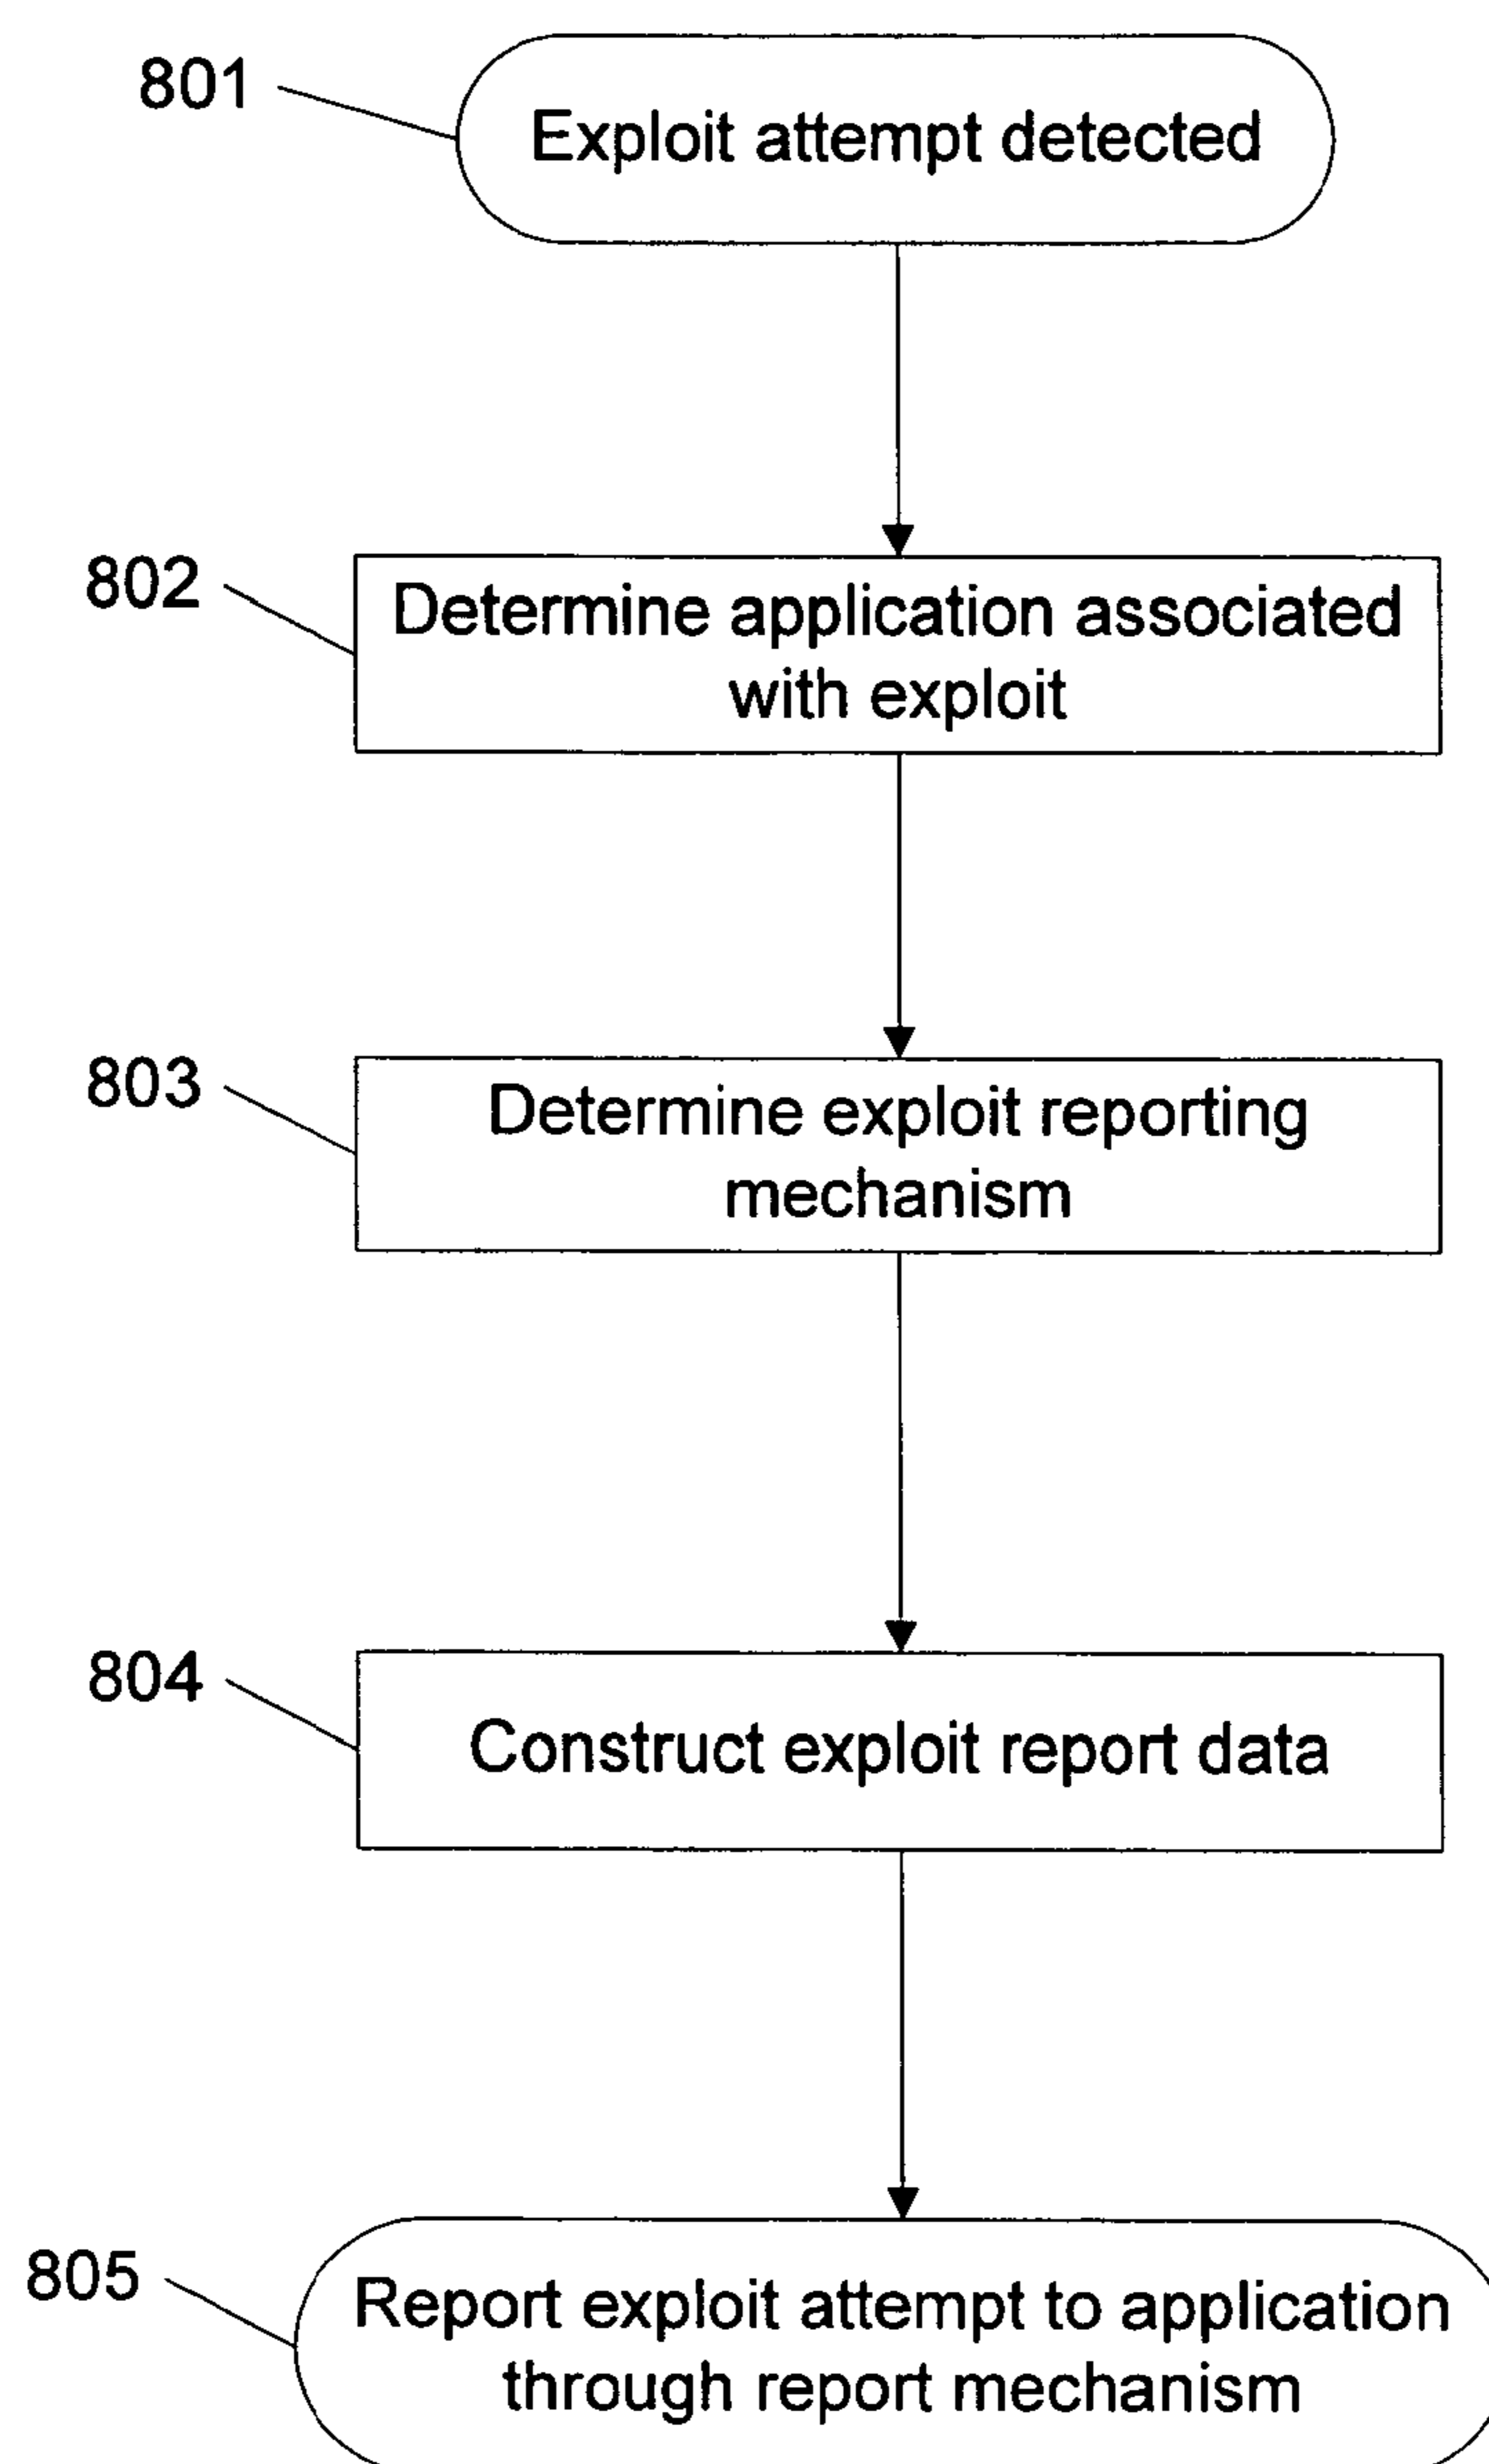 801
Exploit attempt detected
802
Determine application associated
with exploit
803
Determine exploit reporting
mechanism
804
Construct exploit report data
805
Report exploit attempt to application
through report mechanism